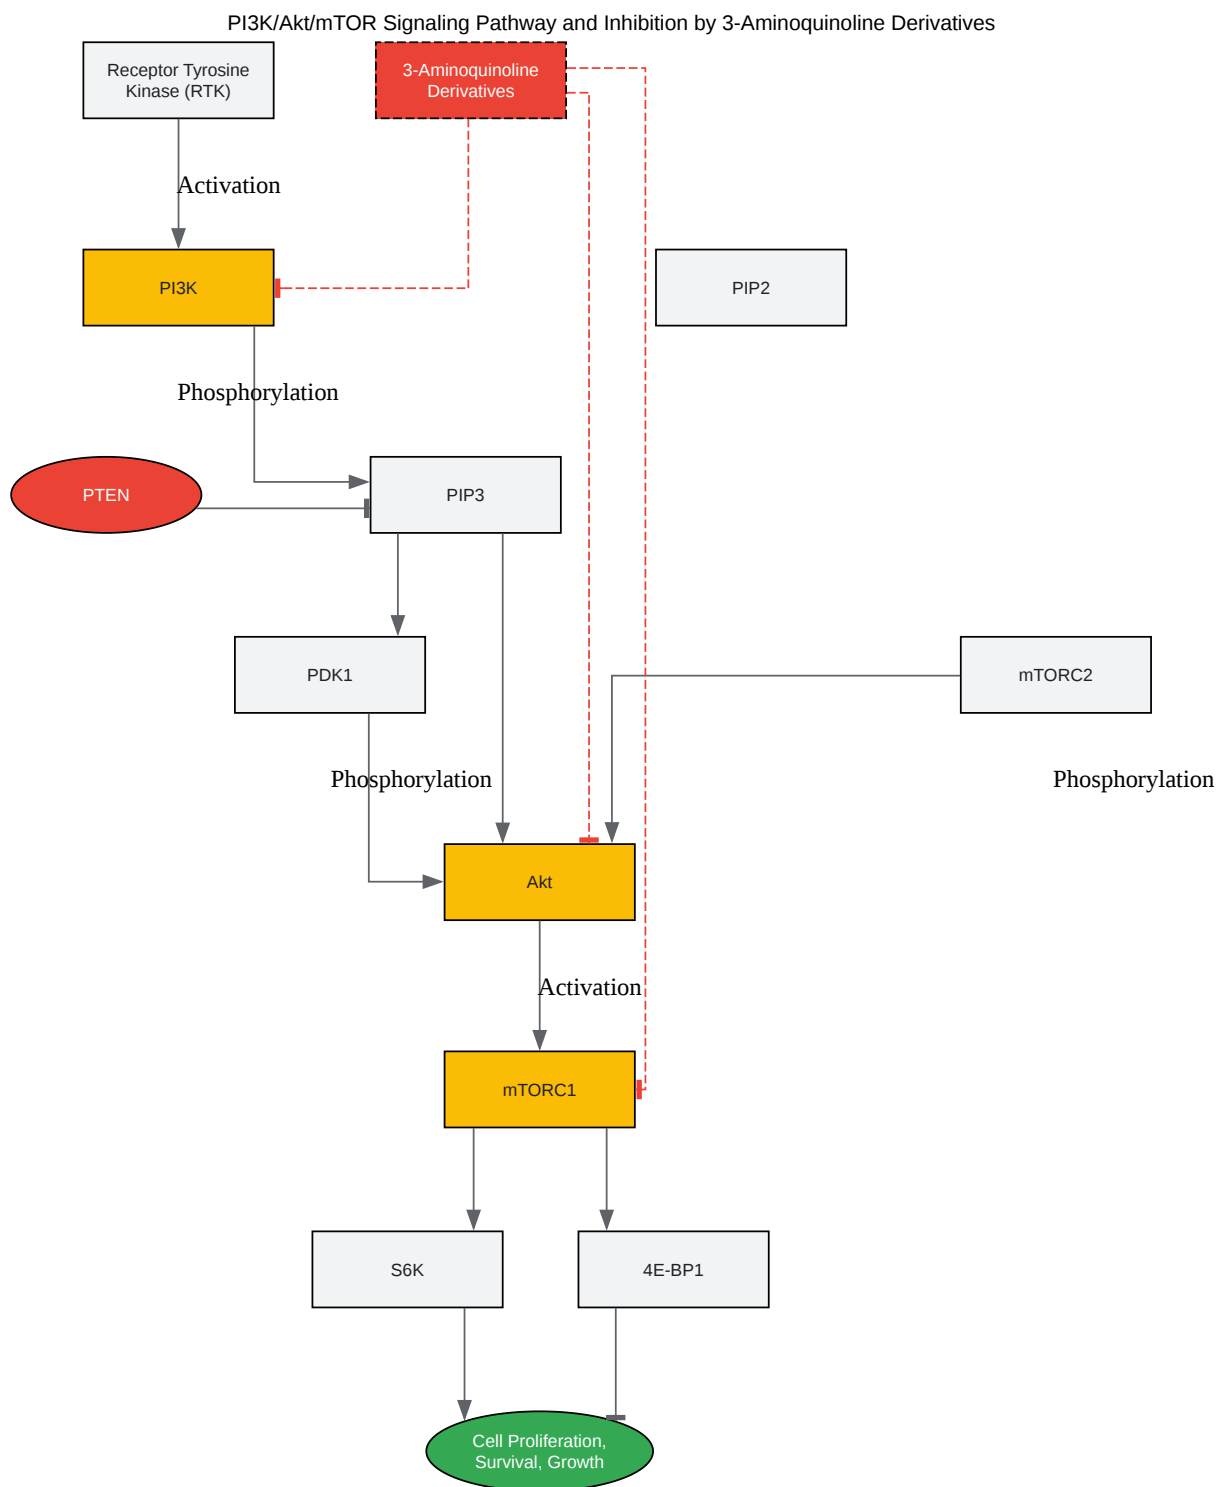 PI3K/Akt/mTOR Signaling Pathway and Inhibition by 3-Aminoquinoline Derivatives
Receptor Tyrosine
Kinase (RTK)
3-Aminoquinoline
Derivatives
Activation
PI3K
PIP2
Phosphorylation
PTEN
PIP3
PDK1
mTORC2
Phosphorylation
Phosphorylation
Akt
Activation
mTORC1
S6K
4E-BP1
Cell Proliferation,
Survival, Growth